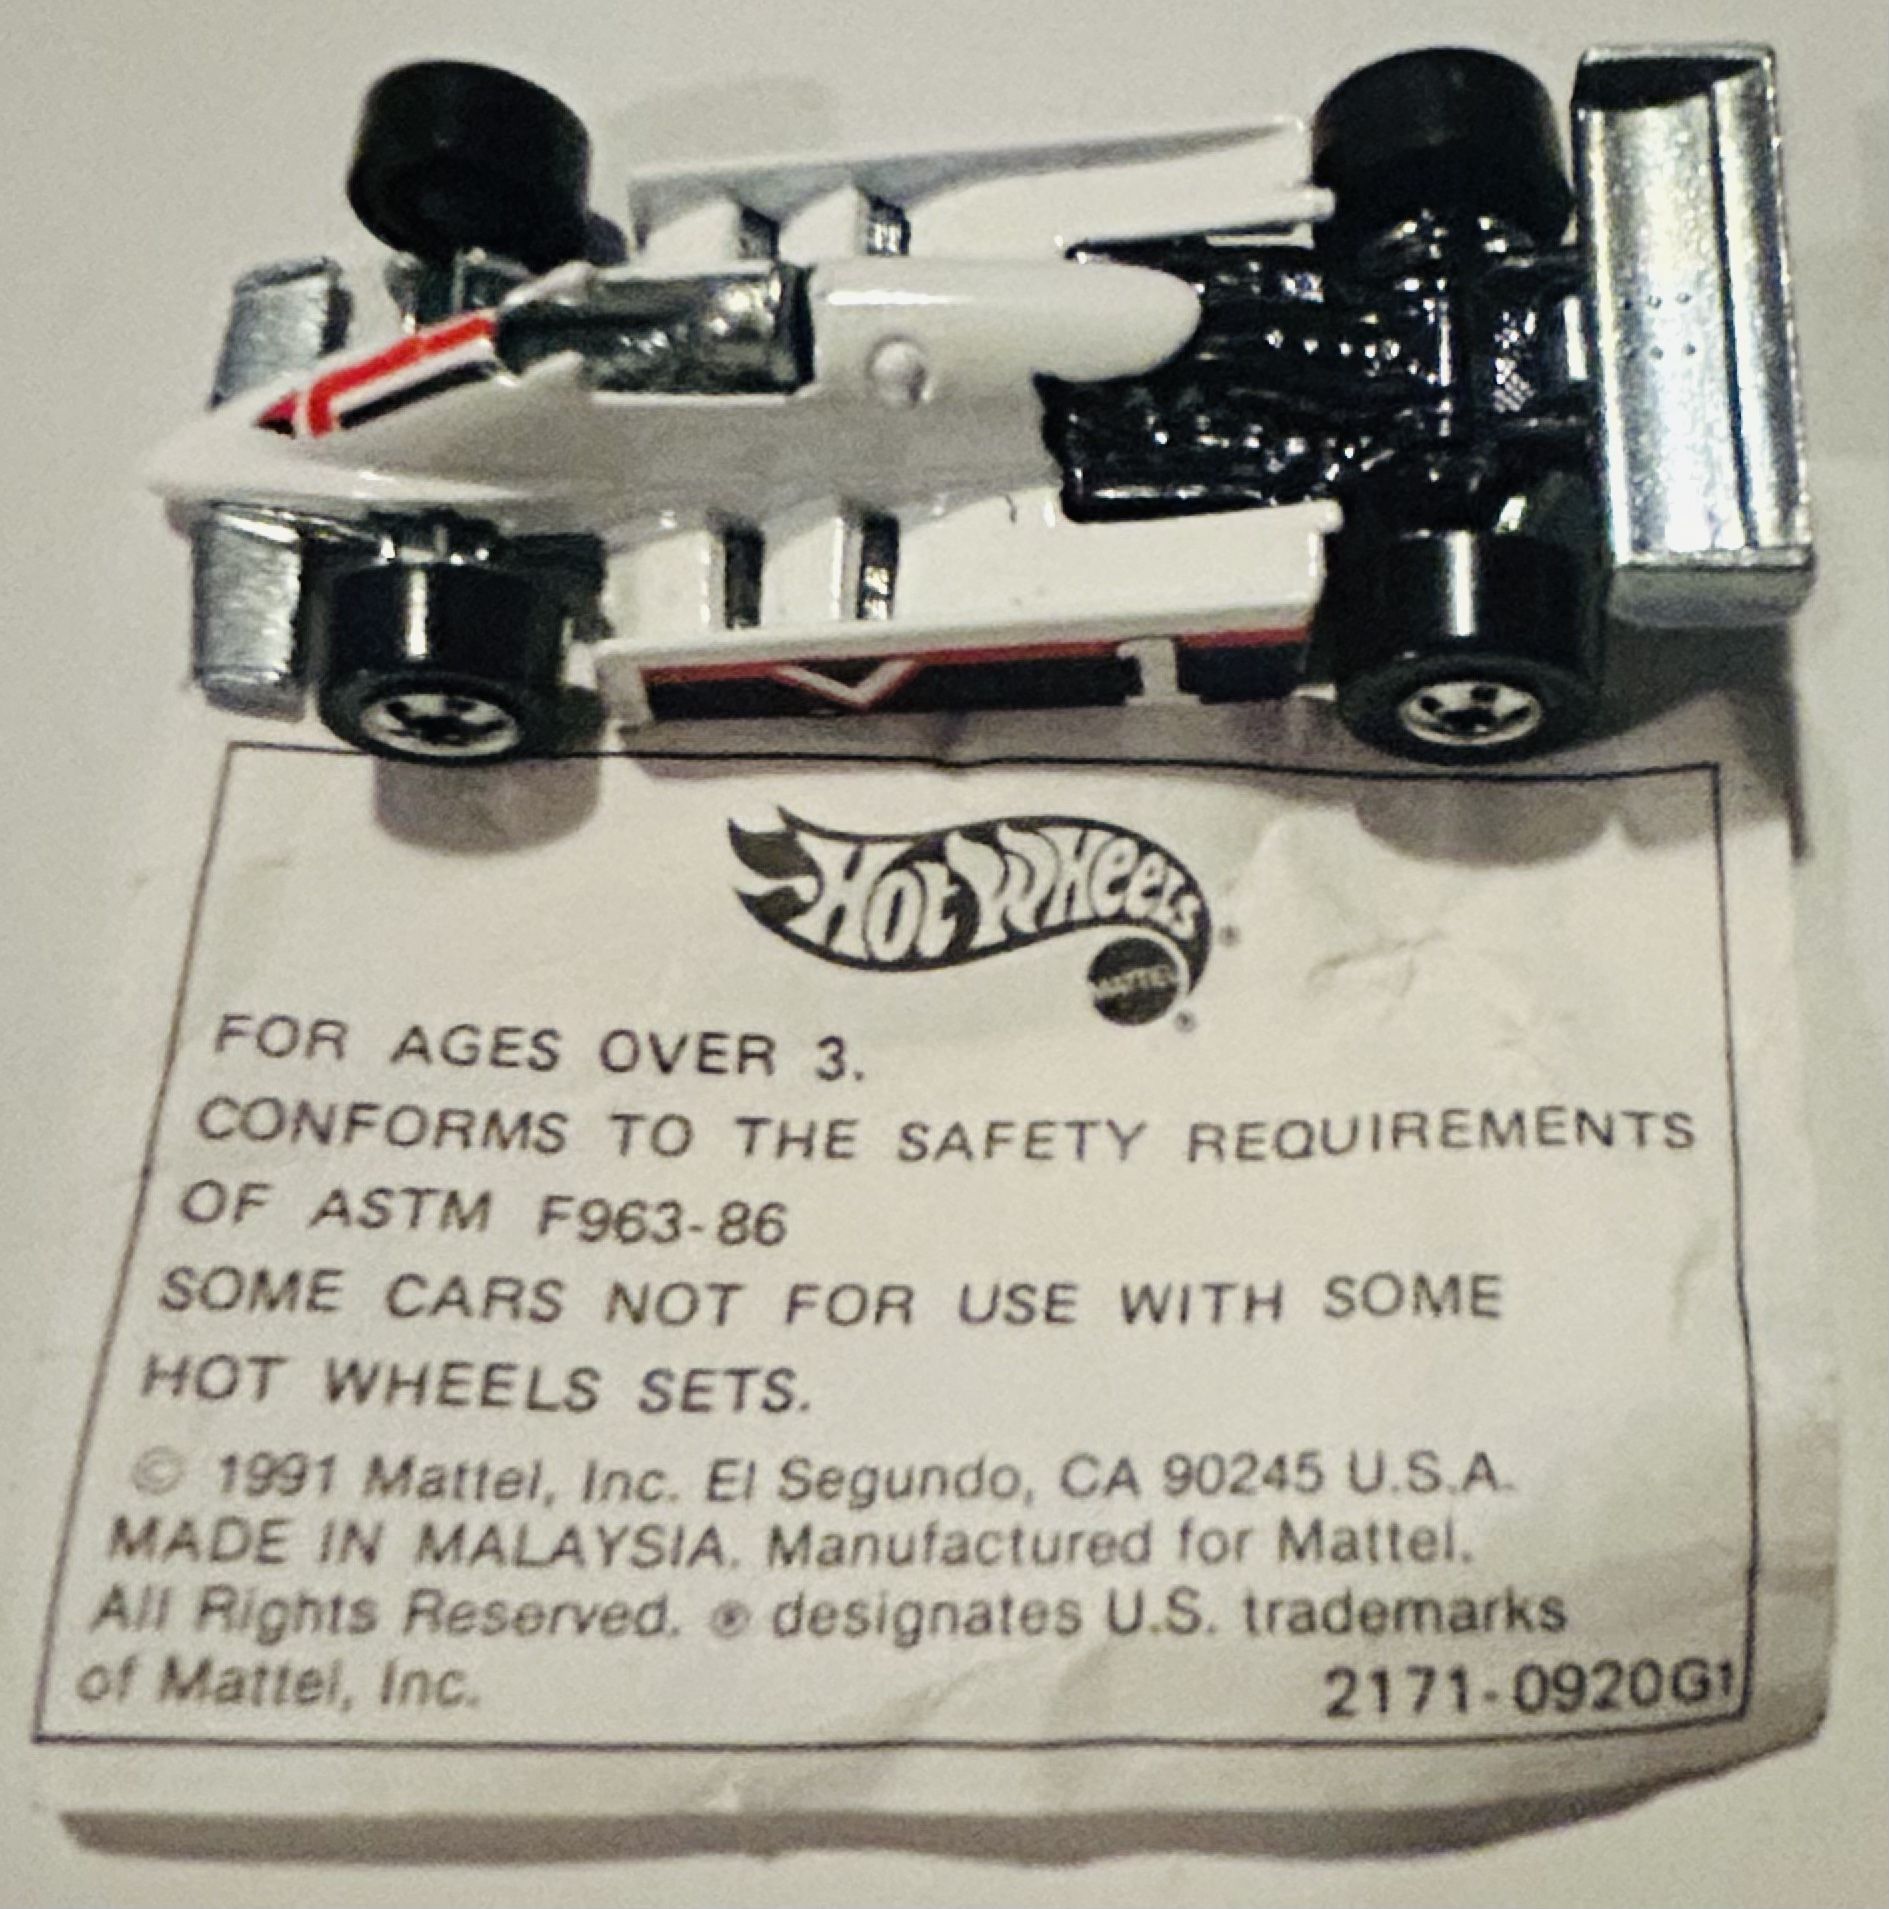 1
HOT WHEELS ®
MATTEL ®
FOR AGES OVER 3.
CONFORMS TO THE SAFETY REQUIREMENTS
OF ASTM F963-86
SOME CARS NOT FOR USE WITH SOME
HOT WHEELS SETS.
© 1991 Mattel, Inc. El Segundo, CA 90245 U.S.A.
MADE IN MALAYSIA. Manufactured for Mattel.
All Rights Reserved. ® designates U.S. trademarks
of Mattel, Inc.
2171-0920G1